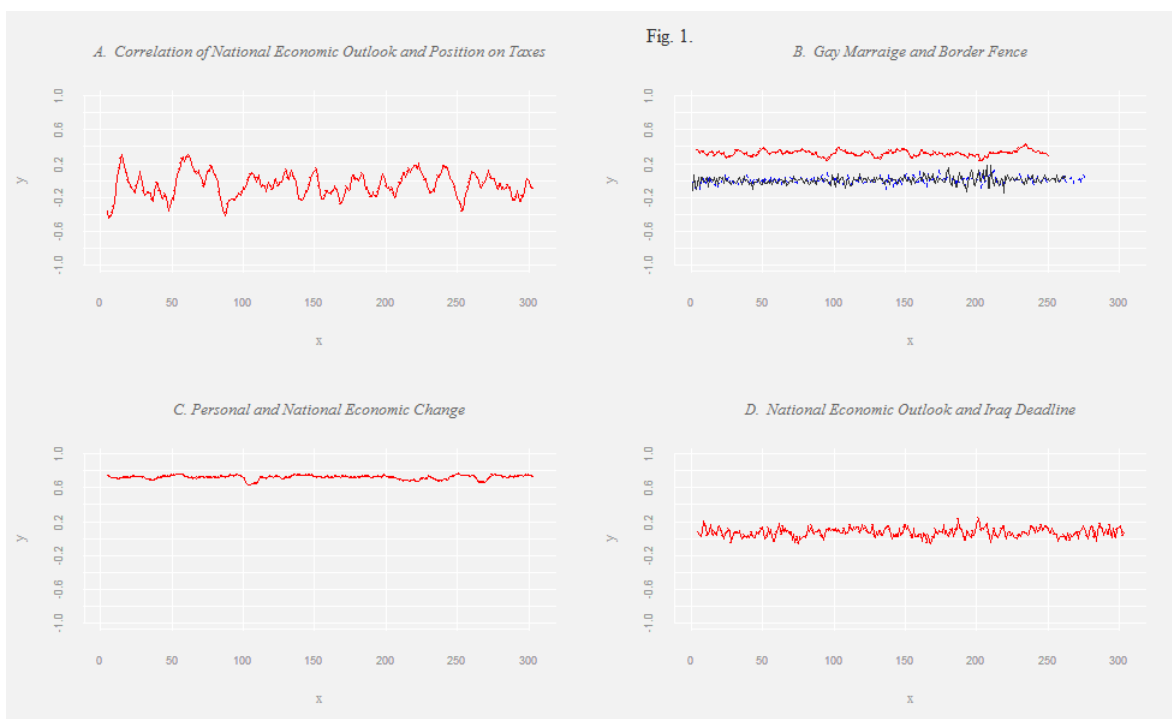 Fig. 1.
A. Correlation of National Economic Outlook and Position on Taxes
B. Gay Marraige and Border Fence
y
1.0
0.6
0.2
-0.2
-0.6
-1.0
0 50 100 150 200 250 300
x
y
1.0
0.6
0.2
-0.2
-0.6
-1.0
0 50 100 150 200 250 300
x
C. Personal and National Economic Change
D. National Economic Outlook and Iraq Deadline
y
1.0
0.6
0.2
-0.2
-0.6
-1.0
0 50 100 150 200 250 300
x
y
1.0
0.6
0.2
-0.2
-0.6
-1.0
0 50 100 150 200 250 300
x